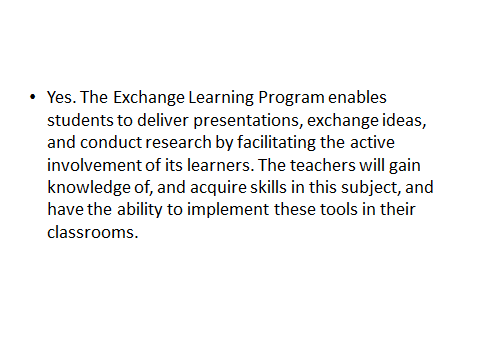 • Yes. The Exchange Learning Program enables
students to deliver presentations, exchange ideas,
and conduct research by facilitating the active
involvement of its learners. The teachers will gain
knowledge of, and acquire skills in this subject, and
have the ability to implement these tools in their
classrooms.